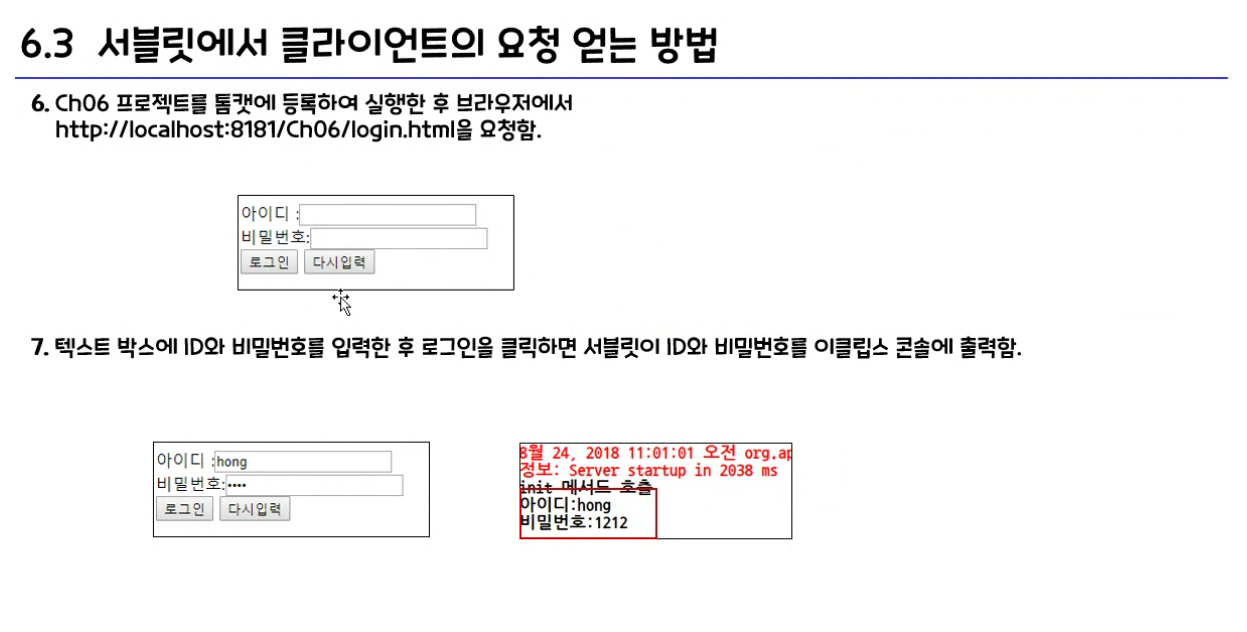 6.3 서블릿에서 클라이언트의 요청 얻는 방법
6. Ch06 프로젝트를 톰캣에 등록하여 실행한 후 브라우저에서
http://localhost:8181/Ch06/login.html을 요청함.
아이디 :
비밀번호:
로그인 다시입력
7. 텍스트 박스에 ID와 비밀번호를 입력한 후 로그인을 클릭하면 서블릿이 ID와 비밀번호를 이클립스 콘솔에 출력함.
아이디 :hong
비밀번호:••••
로그인 다시입력
8월 24, 2018 11:01:01 오전 org.ap
정보: Server startup in 2038 ms
init 메서드 호출
아이디:hong
비밀번호:1212